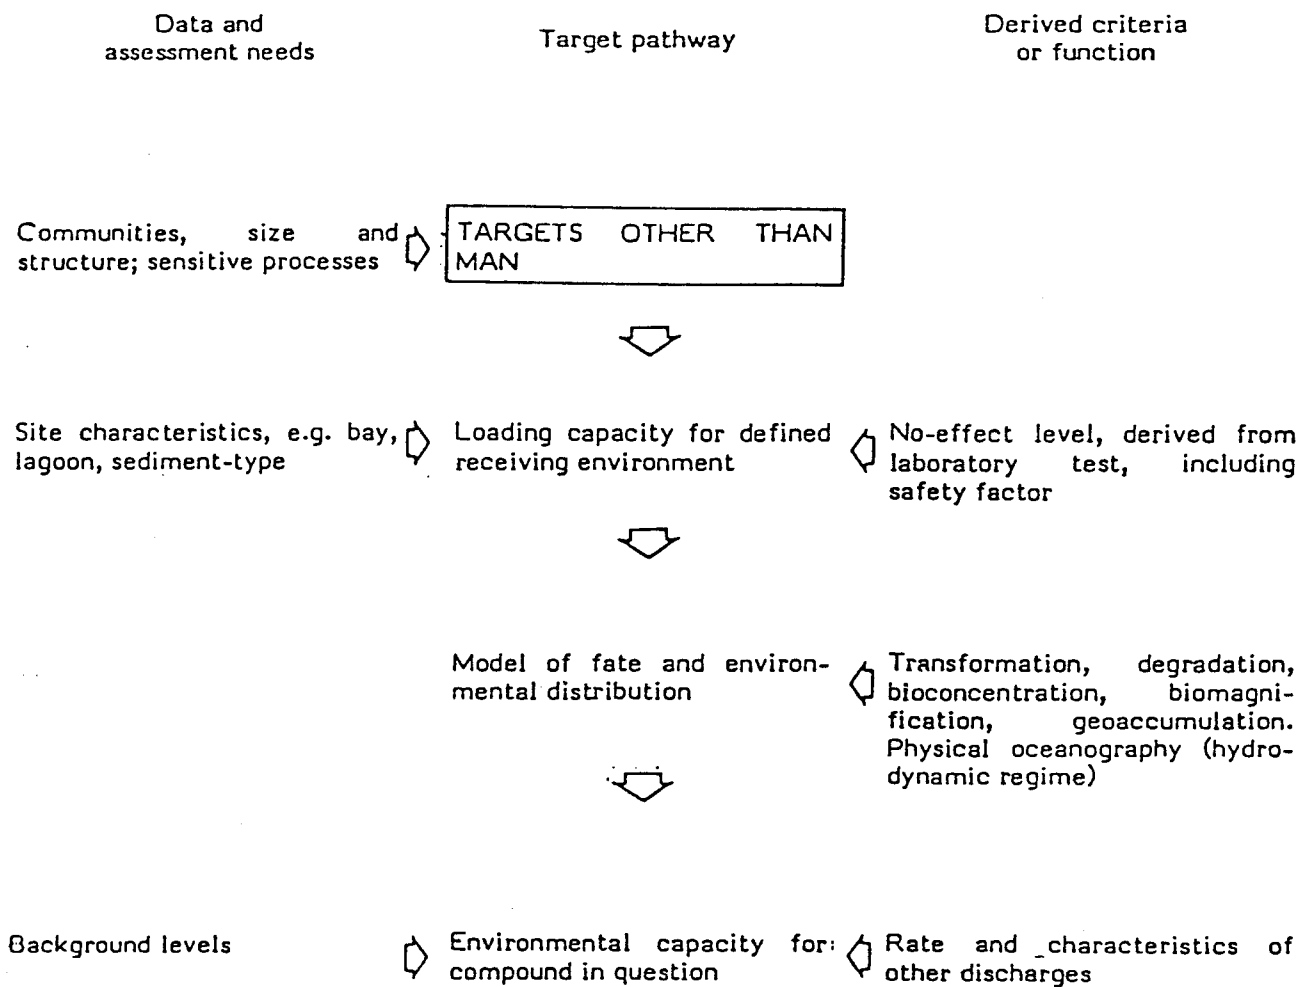 Data and
assessment needs
Target pathway
Derived criteria
or function
Communities, size and
structure; sensitive processes
TARGETS OTHER THAN
MAN
Site characteristics, e.g. bay,
lagoon, sediment-type
Loading capacity for defined
receiving environment
No-effect level, derived from
laboratory test, including
safety factor
Model of fate and environ-
mental distribution
Transformation, degradation,
bioconcentration, biomagni-
fication, geoaccumulation.
Physical oceanography (hydro-
dynamic regime)
Background levels
Environmental capacity for
compound in question
Rate and characteristics of
other discharges